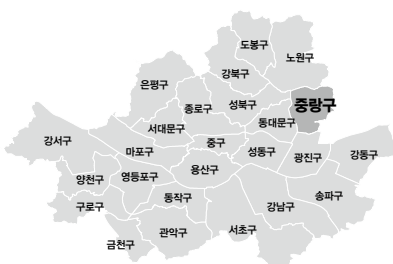 도봉구
노원구
강북구
은평구
중랑구
종로구
성북구
동대문구
서대문구
강서구
중구
마포구
성동구
광진구
강동구
용산구
양천구
영등포구
동작구
송파구
구로구
강남구
관악구
서초구
금천구